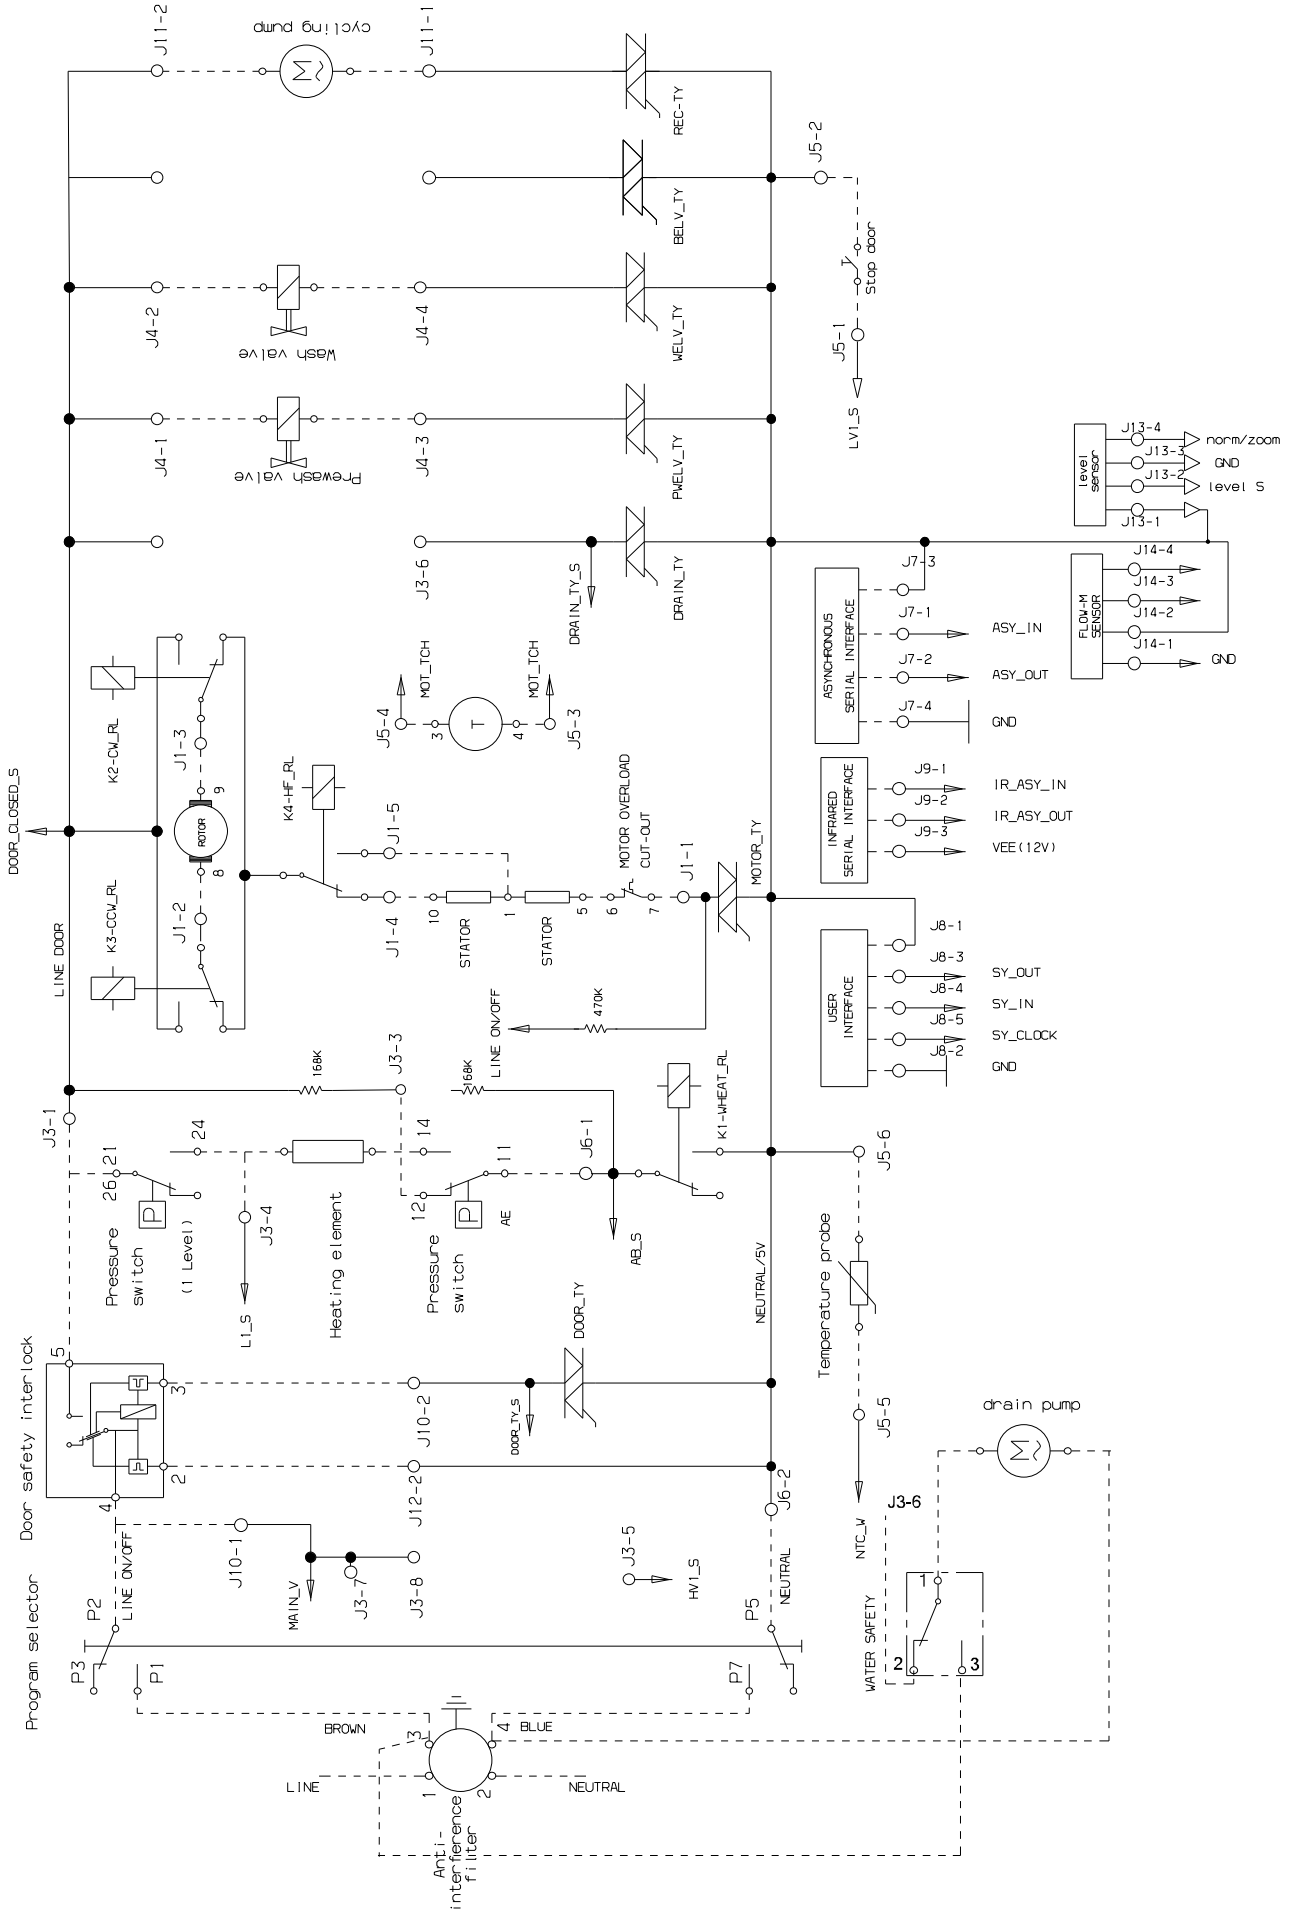 J11-2
cycling pump
J11-1
REC-TY
BELV_TY
J5-2
J4-2
Wash valve
J4-4
WELV_TY
Stop door
J5-1
LV1_S
J4-1
Prewash valve
J4-3
PWELV_TY
J3-6
DRAIN_TY_S
DRAIN_TY
level
sensor
J13-4
norm/zoom
J13-3
GND
J13-2
level S
J13-1
FLOW-M
SENSOR
J14-4
J14-3
J14-2
J14-1
GND
ASYNCHRONOUS
SERIAL INTERFACE
J7-3
J7-1
ASY_IN
J7-2
ASY_OUT
J7-4
GND
INFRARED
SERIAL INTERFACE
J9-1
IR_ASY_IN
J9-2
IR_ASY_OUT
J9-3
VEE(12V)
USER
INTERFACE
J8-1
J8-3
SY_OUT
J8-4
SY_IN
J8-5
SY_CLOCK
J8-2
GND
DOOR_CLOSED_S
LINE DOOR
K2-CW_RL
J1-3
9
ROTOR
8
J1-2
K3-CCW_RL
K4-HF_RL
J5-4
MOT_TCH
3
T
4
MOT_TCH
J5-3
J1-5
J1-4
10
STATOR
1
STATOR
5
6
7
MOTOR OVERLOAD
CUT-OUT
J1-1
MOTOR_TY
LINE ON/OFF
470K
J3-1
168K
J3-3
168K
26 21
24
P
Pressure
switch
(1 Level)
J3-4
L1_S
Heating element
14
12
11
P
AE
Pressure
switch
J6-1
AB_S
K1-WHEAT_RL
NEUTRAL/5V
J5-6
Temperature probe
J5-5
NTC_W
Door safety interlock
5
3
2
4
J10-2
DOOR_TY_S
DOOR_TY
J12-2
J6-2
LINE ON/OFF
J10-1
MAIN_V
J3-7
J3-8
J3-5
HV1_S
NEUTRAL
Program selector
P3
P2
P1
P5
P7
BROWN
3
4
BLUE
LINE
1
2
NEUTRAL
Anti-
interference
filiter
WATER SAFETY
J3-6
1
2
3
drain pump
M
M